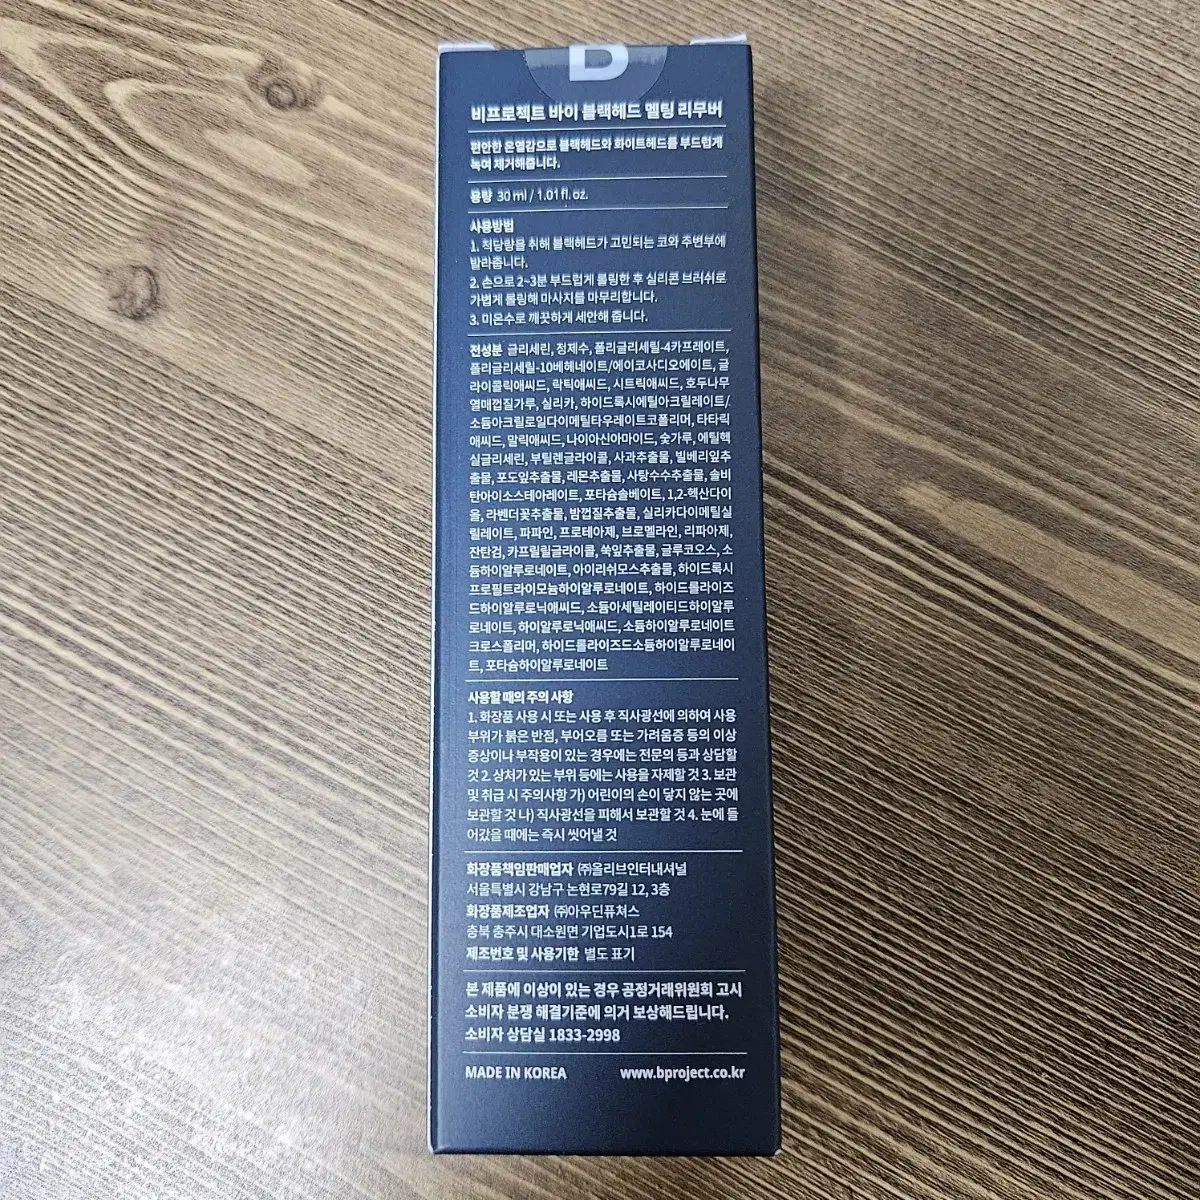 B
비프로젝트 바이 블랙헤드 멜팅 리무버
편안한 온열감으로 블랙헤드와 화이트헤드를 부드럽게
녹여 제거해줍니다.
용량 30 ml / 1.01 fl. oz.
사용방법
1. 적당량을 취해 블랙헤드가 고민되는 코와 주변부에
발라줍니다.
2. 손으로 2~3분 부드럽게 롤링한 후 실리콘 브러쉬로
가볍게 롤링해 마사지를 마무리합니다.
3. 미온수로 깨끗하게 세안해 줍니다.
전성분 글리세린, 정제수, 폴리글리세릴-4카프레이트,
폴리글리세릴-10베헤네이트/에이코사디오에이트, 글
라이콜릭애씨드, 락틱애씨드, 시트릭애씨드, 호두나무
열매껍질가루, 실리카, 하이드록시에틸아크릴레이트/
소듐아크릴로일다이메틸타우레이트코폴리머, 타타릭
애씨드, 말릭애씨드, 나이아신아마이드, 숯가루, 에틸헥
실글리세린, 부틸렌글라이콜, 사과추출물, 빌베리잎추
출물, 포도잎추출물, 레몬추출물, 사탕수수추출물, 솔비
탄아이소스테아레이트, 포타슘솔베이트, 1,2-헥산다이
올, 라벤더꽃추출물, 밤껍질추출물, 실리카다이메틸실
릴레이트, 파파인, 프로테아제, 브로멜라인, 리파아제,
잔탄검, 카프릴릴글라이콜, 쑥잎추출물, 글루코오스, 소
듐하이알루로네이트, 아이리쉬모스추출물, 하이드록시
프로필트라이모늄하이알루로네이트, 하이드롤라이즈
드하이알루로닉애씨드, 소듐아세틸레이티드하이알루
로네이트, 하이알루로닉애씨드, 소듐하이알루로네이트
크로스폴리머, 하이드롤라이즈드소듐하이알루로네이
트, 포타슘하이알루로네이트
사용할 때의 주의 사항
1. 화장품 사용 시 또는 사용 후 직사광선에 의하여 사용
부위가 붉은 반점, 부어오름 또는 가려움증 등의 이상
증상이나 부작용이 있는 경우에는 전문의 등과 상담할
것 2. 상처가 있는 부위 등에는 사용을 자제할 것 3. 보관
및 취급 시 주의사항 가) 어린이의 손이 닿지 않는 곳에
보관할 것 나) 직사광선을 피해서 보관할 것 4. 눈에 들
어갔을 때에는 즉시 씻어낼 것
화장품책임판매업자 ㈜올리브인터내셔널
서울특별시 강남구 논현로79길 12, 3층
화장품제조업자 ㈜아우딘퓨쳐스
충북 충주시 대소원면 기업도시1로 154
제조번호 및 사용기한 별도 표기
본 제품에 이상이 있는 경우 공정거래위원회 고시
소비자 분쟁 해결기준에 의거 보상해드립니다.
소비자 상담실 1833-2998
MADE IN KOREA www.bproject.co.kr